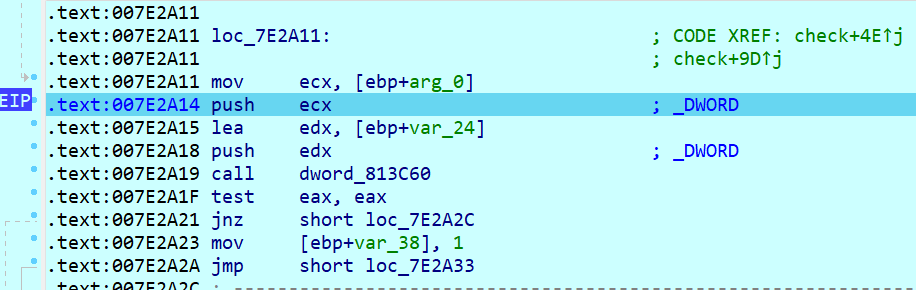 .text:007E2A11
.text:007E2A11 loc_7E2A11: ; CODE XREF: check+4E↑j
.text:007E2A11 ; check+9D↑j
.text:007E2A11 mov ecx, [ebp+arg_0]
EIP .text:007E2A14 push ecx ; _DWORD
.text:007E2A15 lea edx, [ebp+var_24]
.text:007E2A18 push edx ; _DWORD
.text:007E2A19 call dword_813C60
.text:007E2A1F test eax, eax
.text:007E2A21 jnz short loc_7E2A2C
.text:007E2A23 mov [ebp+var_38], 1
.text:007E2A2A jmp short loc_7E2A33
.text:007E2A2C ; ---------------------------------------------------------------------------